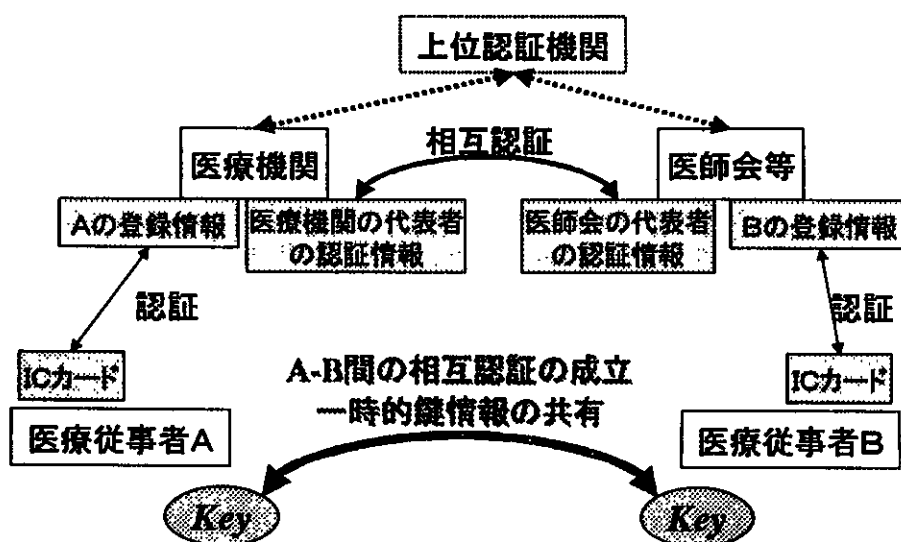 上位認証機関
相互認証
医療機関
医師会等
Aの登録情報
医療機関の代表者
の認証情報
医師会の代表者
の認証情報
Bの登録情報
認証
認証
ICカード
ICカード
A-B間の相互認証の成立
一時的鍵情報の共有
医療従事者A
医療従事者B
Key
Key